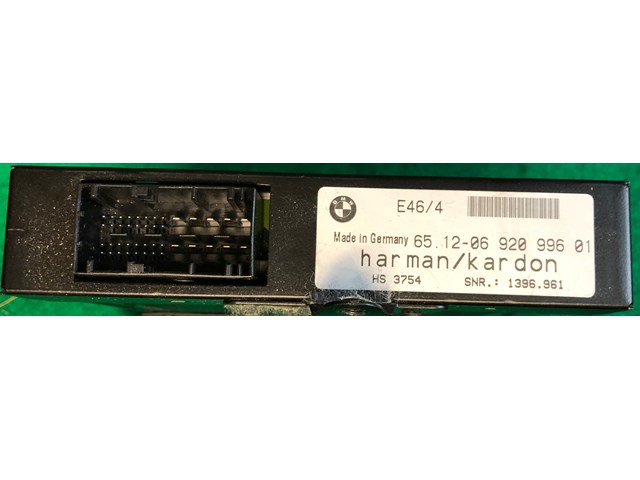 E46/4
Made in Germany 65.12-06 920 996 01
harman/kardon
HS 3754 SNR.: 1396.961